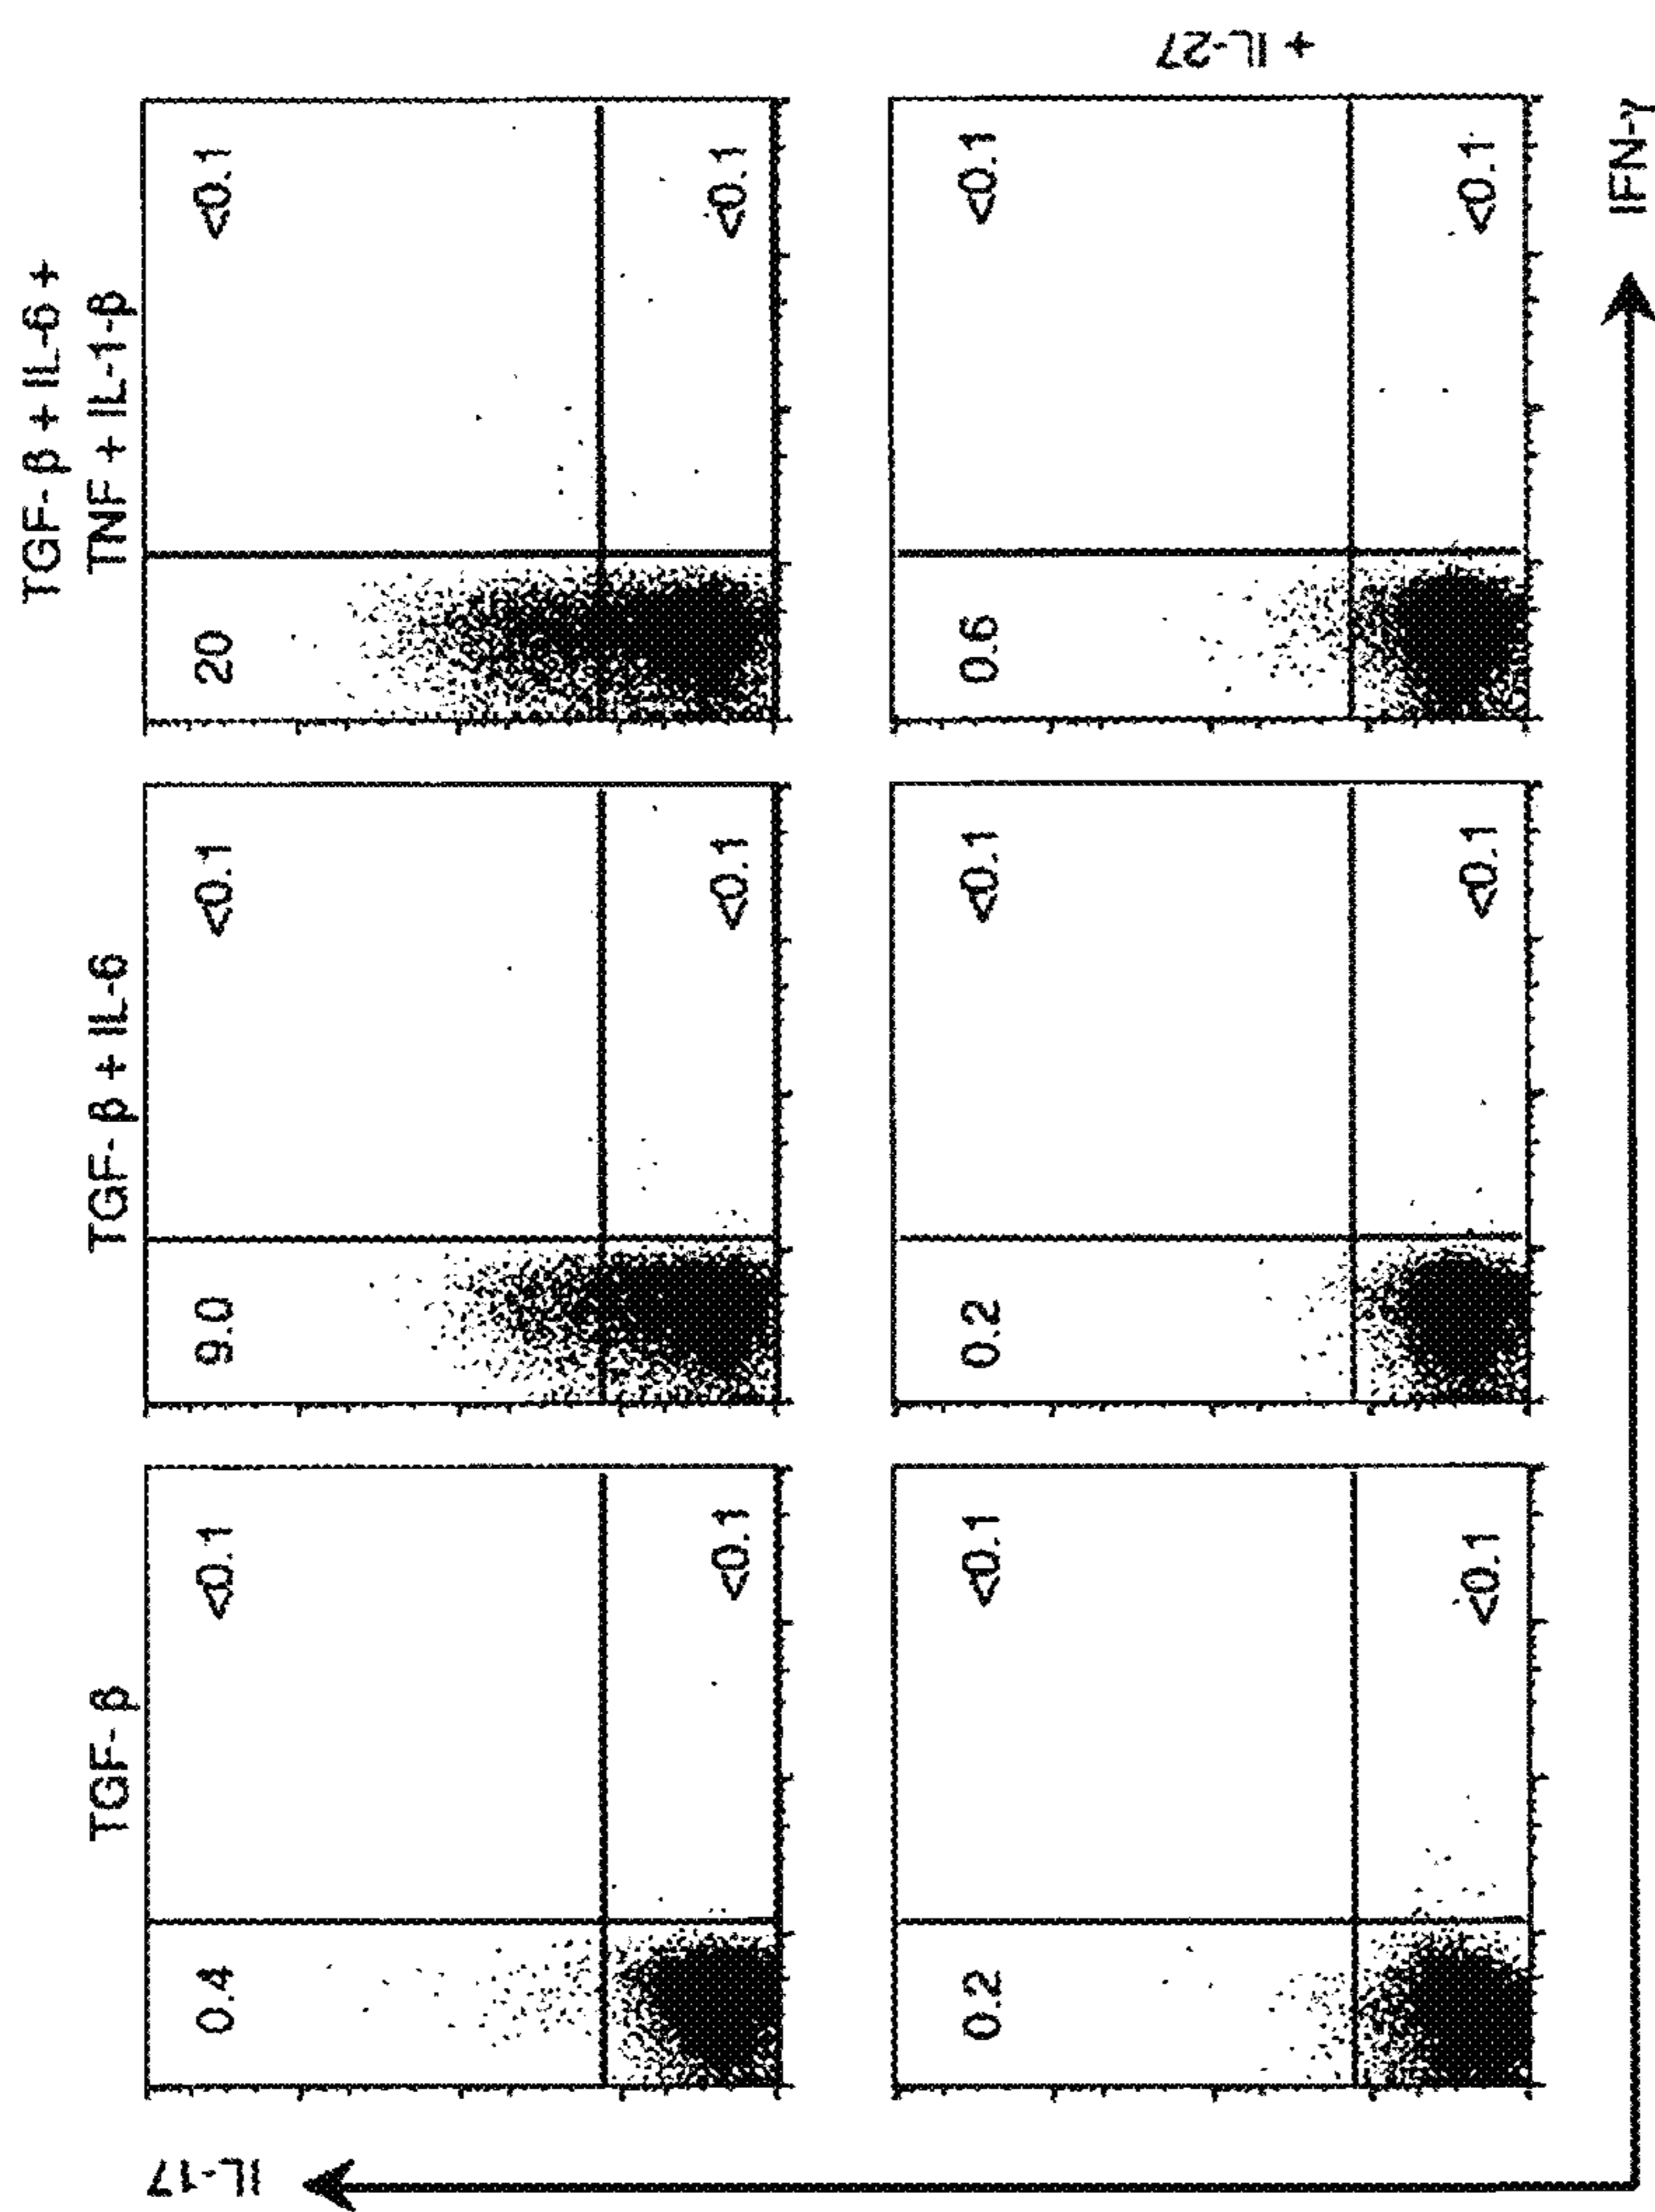 TGF-β
TGF-β + IL-6
TGF-β + IL-6 +
TNF + IL-1-β
IL-17
0.4
<0.1
<0.1
9.0
<0.1
<0.1
20
<0.1
<0.1
0.2
<0.1
<0.1
0.2
<0.1
<0.1
0.6
<0.1
<0.1
+ IL-27
IFN-γ